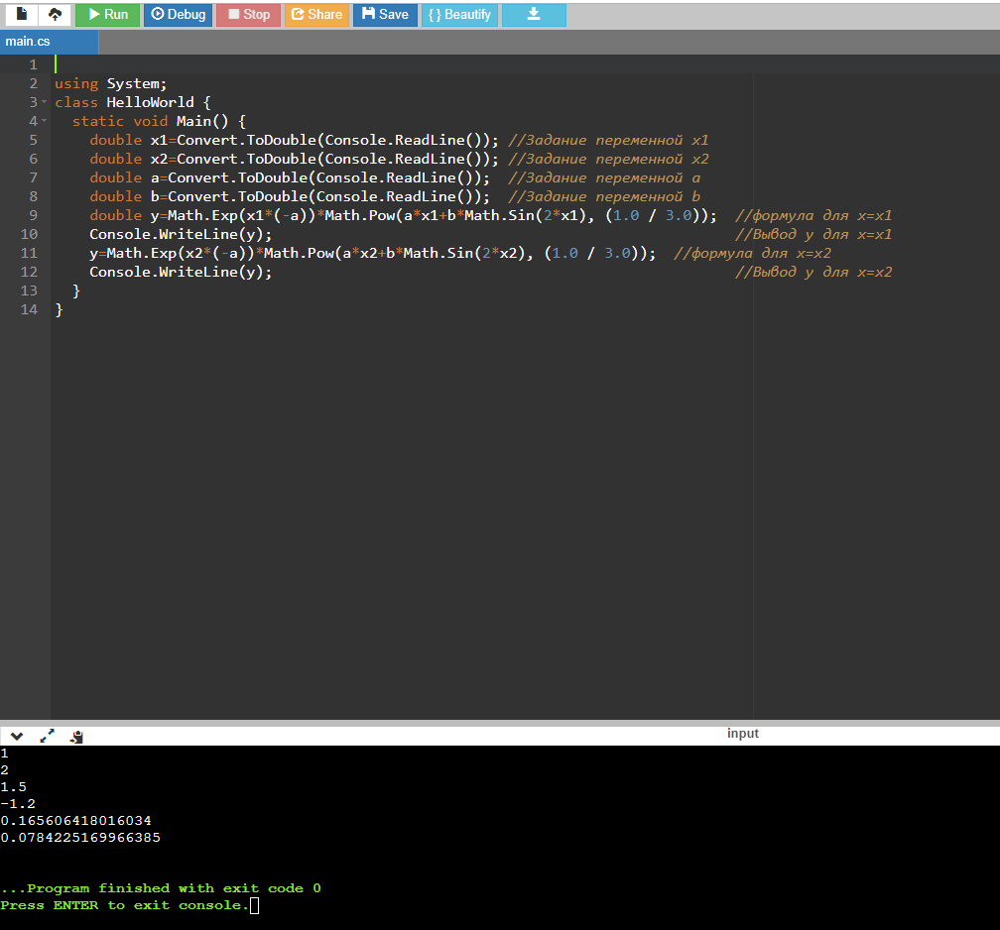 Run Debug Stop Share Save { } Beautify
main.cs
1
2 using System;
3 class HelloWorld {
4 static void Main() {
5 double x1=Convert.ToDouble(Console.ReadLine()); //Задание переменной x1
6 double x2=Convert.ToDouble(Console.ReadLine()); //Задание переменной x2
7 double a=Convert.ToDouble(Console.ReadLine()); //Задание переменной a
8 double b=Convert.ToDouble(Console.ReadLine()); //Задание переменной b
9 double y=Math.Exp(x1*(-a))*Math.Pow(a*x1+b*Math.Sin(2*x1), (1.0 / 3.0)); //формула для x=x1
10 Console.WriteLine(y); //Вывод y для x=x1
11 y=Math.Exp(x2*(-a))*Math.Pow(a*x2+b*Math.Sin(2*x2), (1.0 / 3.0)); //формула для x=x2
12 Console.WriteLine(y); //Вывод y для x=x2
13 }
14 }
input
1
2
1.5
-1.2
0.165606418016034
0.0784225169966385
...Program finished with exit code 0
Press ENTER to exit console.